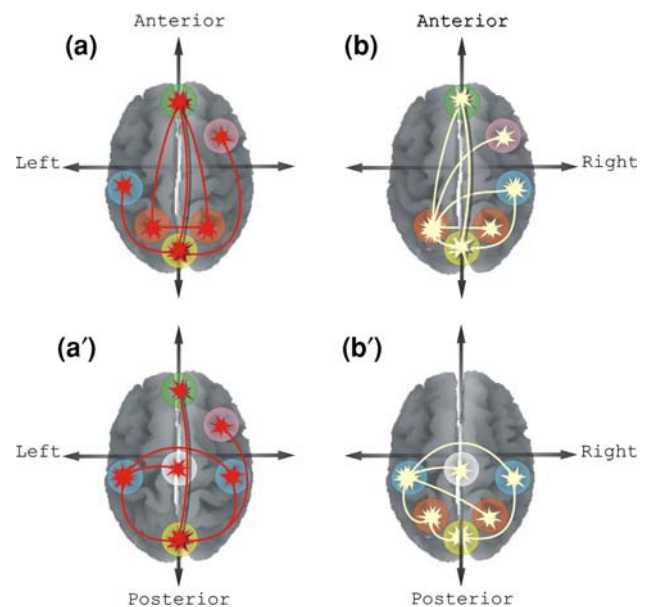 Anterior
Anterior
(a)
(b)
Left
Right
(a′)
(b′)
Left
Right
Posterior
Posterior